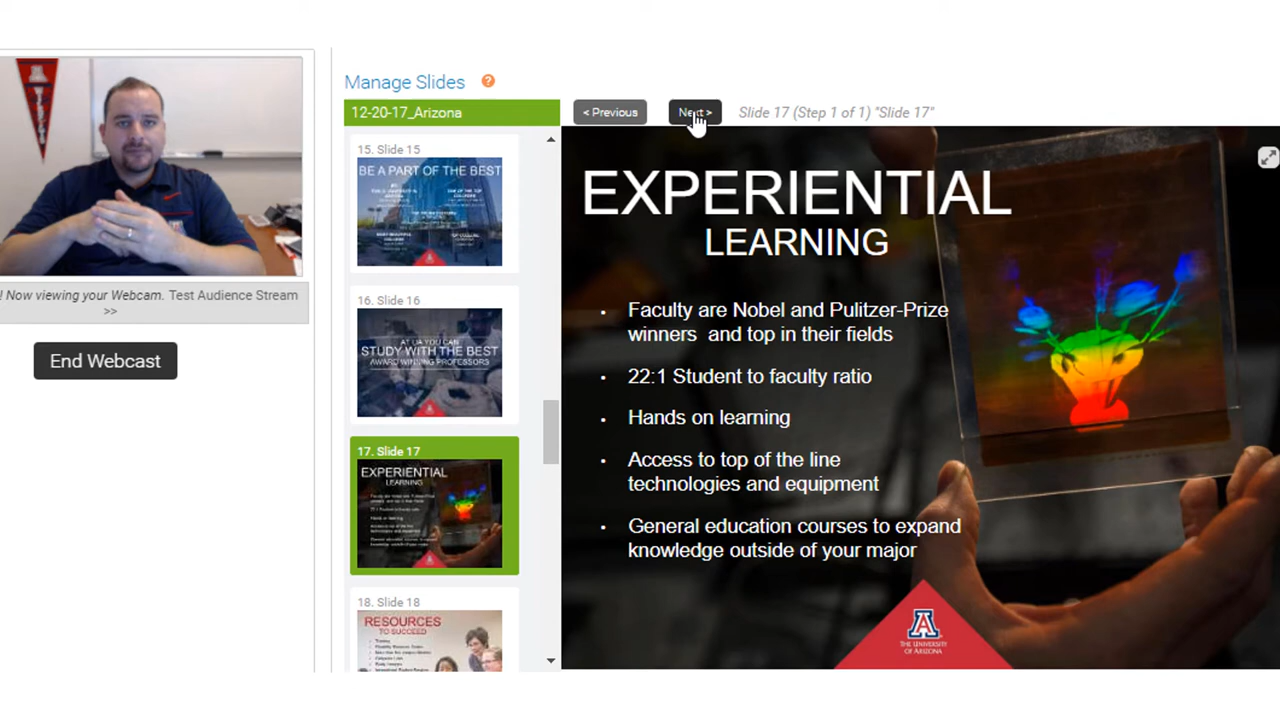 Manage Slides ?
12-20-17_Arizona
< Previous
Next >
Slide 17 (Step 1 of 1) "Slide 17"
! Now viewing your Webcam. Test Audience Stream
>>
End Webcast
15. Slide 15
BE A PART OF THE BEST
16. Slide 16
AT UA YOU CAN
STUDY WITH THE BEST
AWARD WINNING PROFESSORS
17. Slide 17
EXPERIENTIAL
LEARNING
18. Slide 18
RESOURCES
TO SUCCEED
EXPERIENTIAL
LEARNING
• Faculty are Nobel and Pulitzer-Prize
winners and top in their fields
• 22:1 Student to faculty ratio
• Hands on learning
• Access to top of the line
technologies and equipment
• General education courses to expand
knowledge outside of your major
A
THE UNIVERSITY
OF ARIZONA